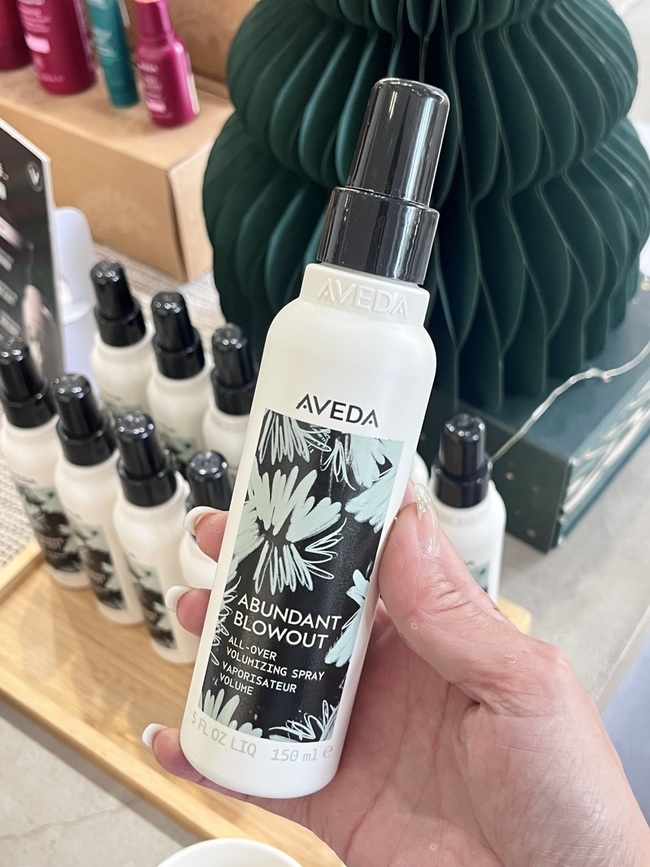 AVEDA
AVEDA
ABUNDANT
BLOWOUT
ALL-OVER
VOLUMIZING SPRAY
VAPORISATEUR
VOLUME
5 FL OZ LIQ 150 ml e